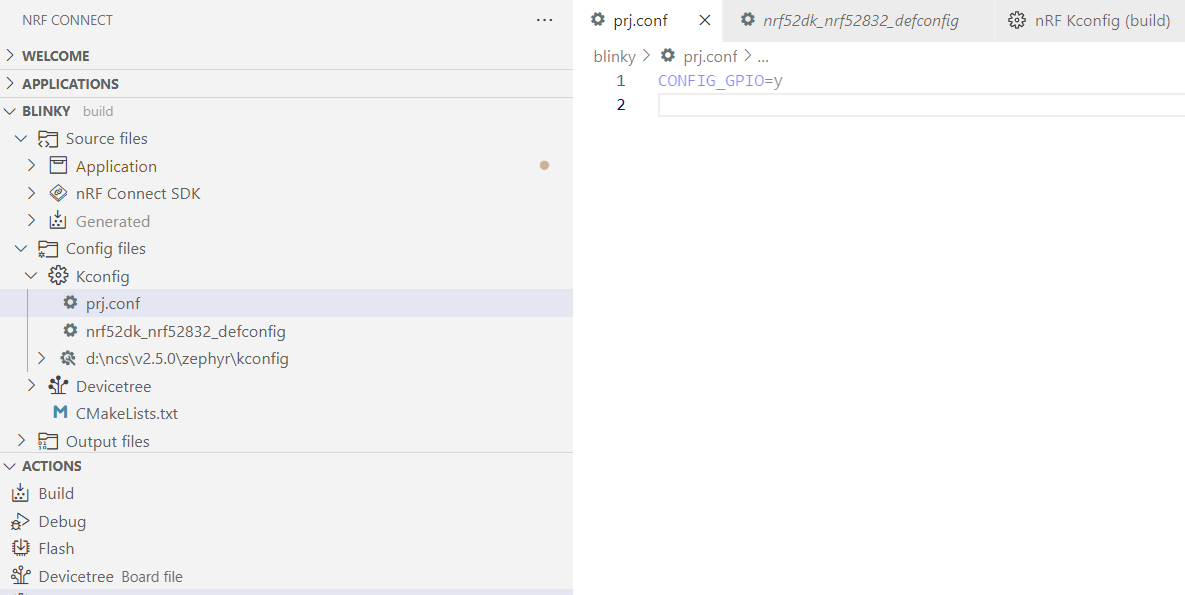 NRF CONNECT
WELCOME
APPLICATIONS
BLINKY build
Source files
Application
nRF Connect SDK
Generated
Config files
Kconfig
prj.conf
nrf52dk_nrf52832_defconfig
d:\ncs\v2.5.0\zephyr\kconfig
Devicetree
CMakeLists.txt
Output files
ACTIONS
Build
Debug
Flash
Devicetree Board file
prj.conf nrf52dk_nrf52832_defconfig nRF Kconfig (build)
blinky > prj.conf > ...
1 CONFIG_GPIO=y
2